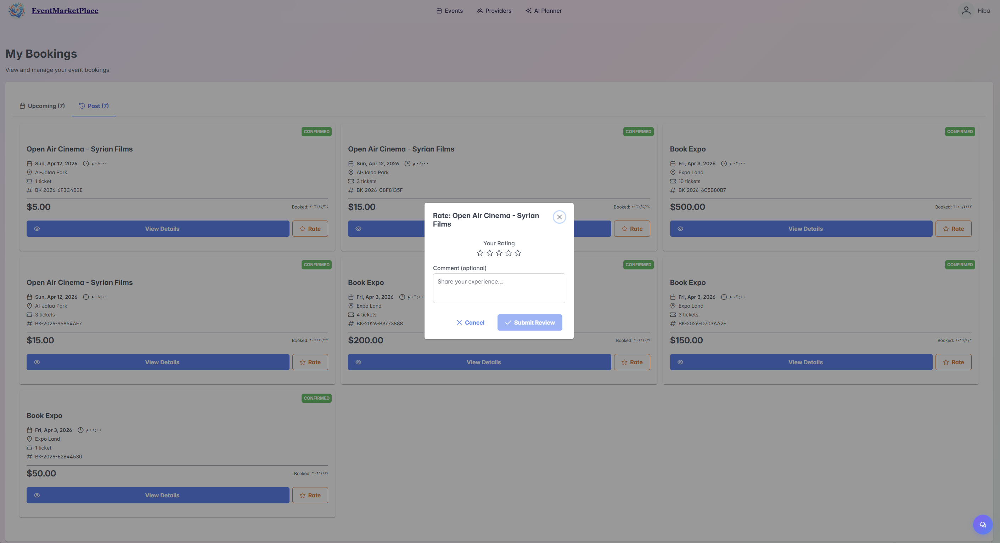 EventMarketPlace
Events
Providers
AI Planner
Hiba
My Bookings
View and manage your event bookings
Upcoming (7)
Past (7)
CONFIRMED
Open Air Cinema - Syrian Films
Sun, Apr 12, 2026 ٠٨:٠٠ م
Al-Jalaa Park
1 ticket
BK-2026-6F3C4B3E
$5.00
Booked: ٢٠٢٦/٤/٢٤
View Details
Rate
CONFIRMED
Open Air Cinema - Syrian Films
Sun, Apr 12, 2026 ٠٨:٠٠ م
Al-Jalaa Park
3 tickets
BK-2026-C8F8135F
$15.00
Booked: ٢٠٢٦/٤/٢٤
Rate
CONFIRMED
Book Expo
Fri, Apr 3, 2026 ٠٢:٠٠ م
Expo Land
10 tickets
BK-2026-6C5B80B7
$500.00
Booked: ٢٠٢٦/٤/٢٣
View Details
Rate
Rate: Open Air Cinema - Syrian
Films
Your Rating
Comment (optional)
Share your experience...
Cancel
Submit Review
CONFIRMED
Open Air Cinema - Syrian Films
Sun, Apr 12, 2026 ٠٨:٠٠ م
Al-Jalaa Park
3 tickets
BK-2026-95854AF7
$15.00
Booked: ٢٠٢٦/٤/٢٣
View Details
Rate
CONFIRMED
Book Expo
Fri, Apr 3, 2026 ٠٢:٠٠ م
Expo Land
4 tickets
BK-2026-B9773888
$200.00
Booked: ٢٠٢٦/٤/٩
View Details
Rate
CONFIRMED
Book Expo
Fri, Apr 3, 2026 ٠٢:٠٠ م
Expo Land
3 tickets
BK-2026-D703AA2F
$150.00
Booked: ٢٠٢٦/٤/٩
View Details
Rate
CONFIRMED
Book Expo
Fri, Apr 3, 2026 ٠٢:٠٠ م
Expo Land
1 ticket
BK-2026-E2644530
$50.00
Booked: ٢٠٢٦/٤/٩
View Details
Rate